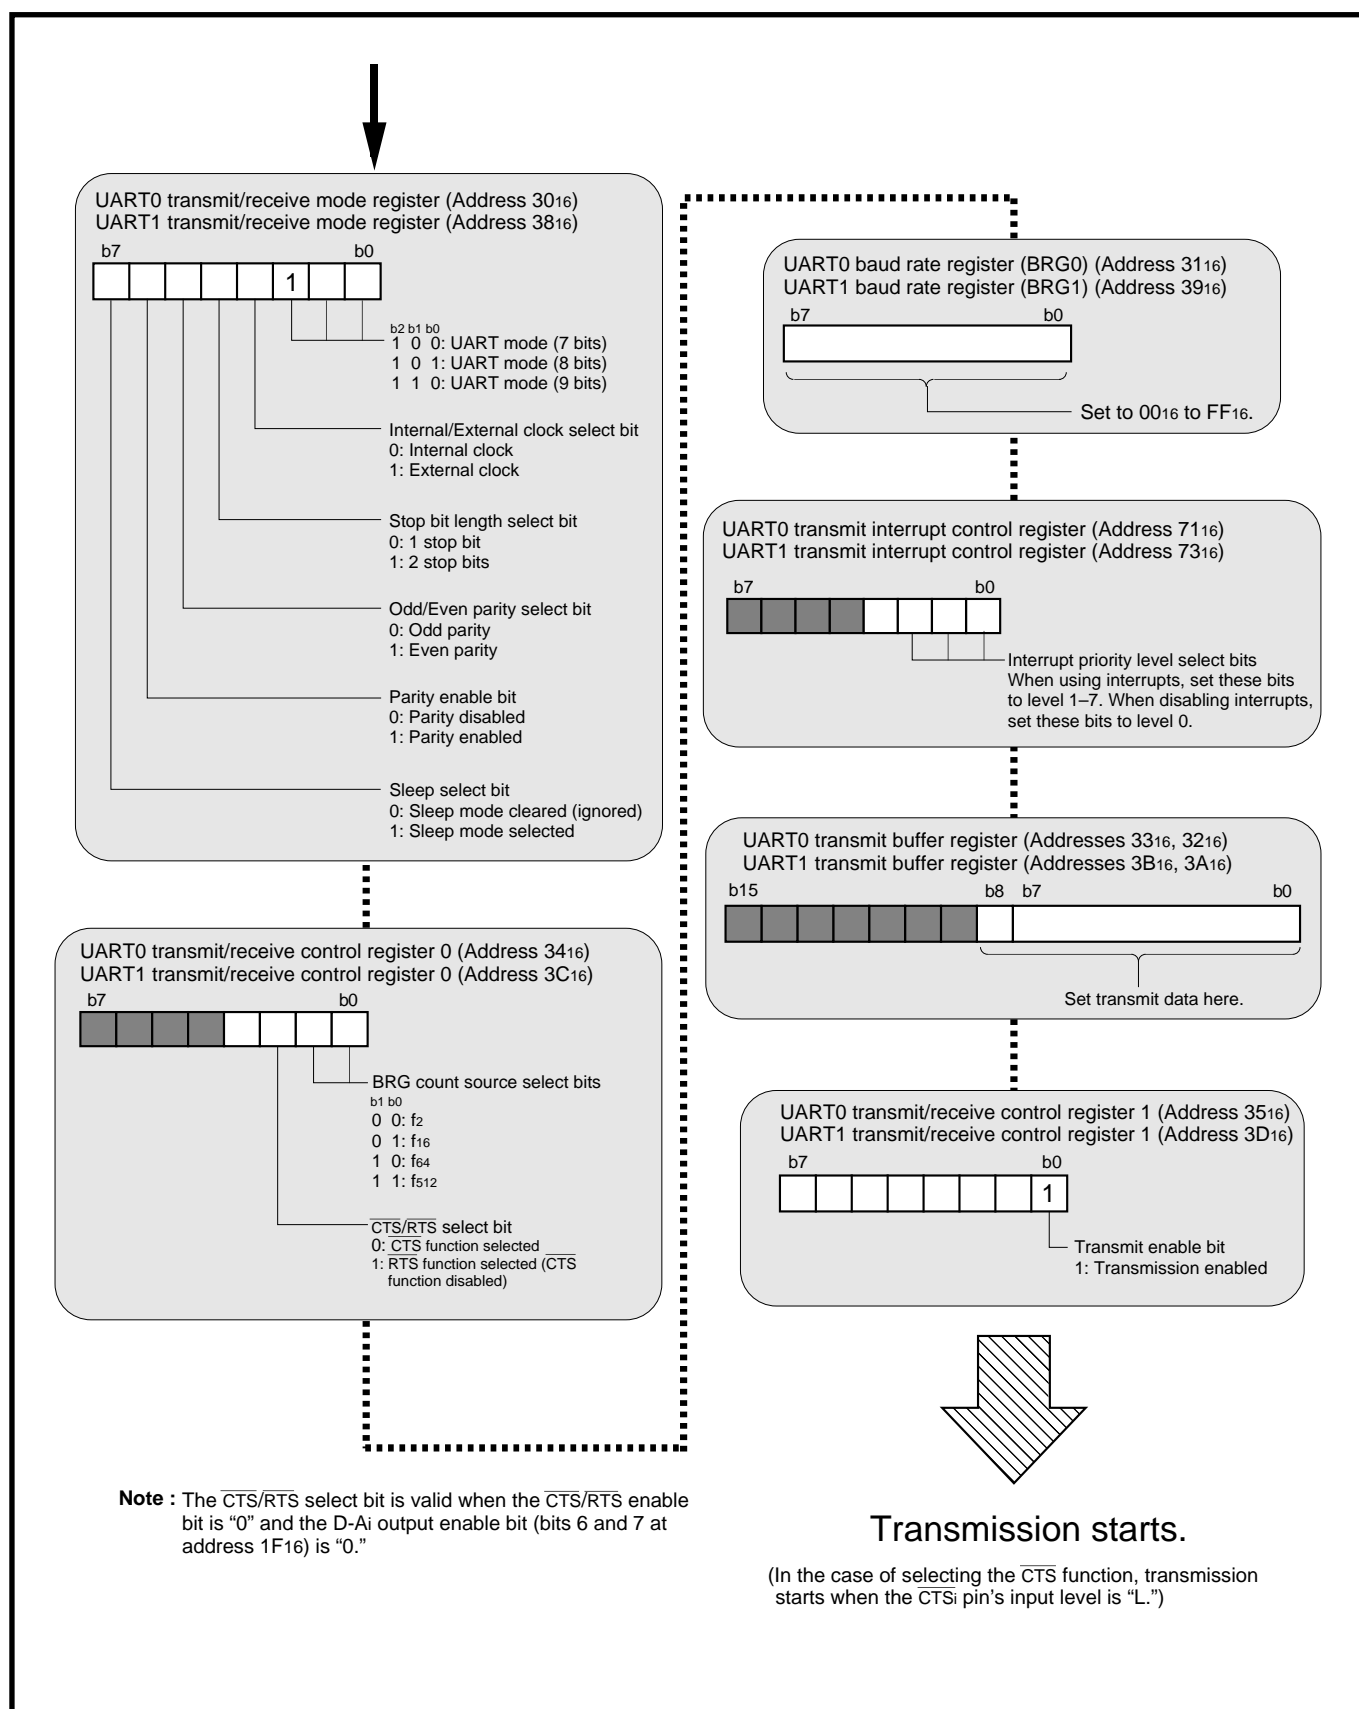 UART0 transmit/receive mode register (Address 3016)
UART1 transmit/receive mode register (Address 3816)
b7 b0
1
b2 b1 b0
1 0 0: UART mode (7 bits)
1 0 1: UART mode (8 bits)
1 1 0: UART mode (9 bits)
Internal/External clock select bit
0: Internal clock
1: External clock
Stop bit length select bit
0: 1 stop bit
1: 2 stop bits
Odd/Even parity select bit
0: Odd parity
1: Even parity
Parity enable bit
0: Parity disabled
1: Parity enabled
Sleep select bit
0: Sleep mode cleared (ignored)
1: Sleep mode selected
UART0 transmit/receive control register 0 (Address 3416)
UART1 transmit/receive control register 0 (Address 3C16)
b7 b0
BRG count source select bits
b1 b0
0 0: f2
0 1: f16
1 0: f64
1 1: f512
CTS/RTS select bit
0: CTS function selected
1: RTS function selected (CTS
function disabled)
Note : The CTS/RTS select bit is valid when the CTS/RTS enable
bit is “0” and the D-Ai output enable bit (bits 6 and 7 at
address 1F16) is “0.”
UART0 baud rate register (BRG0) (Address 3116)
UART1 baud rate register (BRG1) (Address 3916)
b7 b0
Set to 0016 to FF16.
UART0 transmit interrupt control register (Address 7116)
UART1 transmit interrupt control register (Address 7316)
b7 b0
Interrupt priority level select bits
When using interrupts, set these bits
to level 1–7. When disabling interrupts,
set these bits to level 0.
UART0 transmit buffer register (Addresses 3316, 3216)
UART1 transmit buffer register (Addresses 3B16, 3A16)
b15 b8 b7 b0
Set transmit data here.
UART0 transmit/receive control register 1 (Address 3516)
UART1 transmit/receive control register 1 (Address 3D16)
b7 b0
1
Transmit enable bit
1: Transmission enabled
Transmission starts.
(In the case of selecting the CTS function, transmission
starts when the CTSi pin’s input level is “L.”)